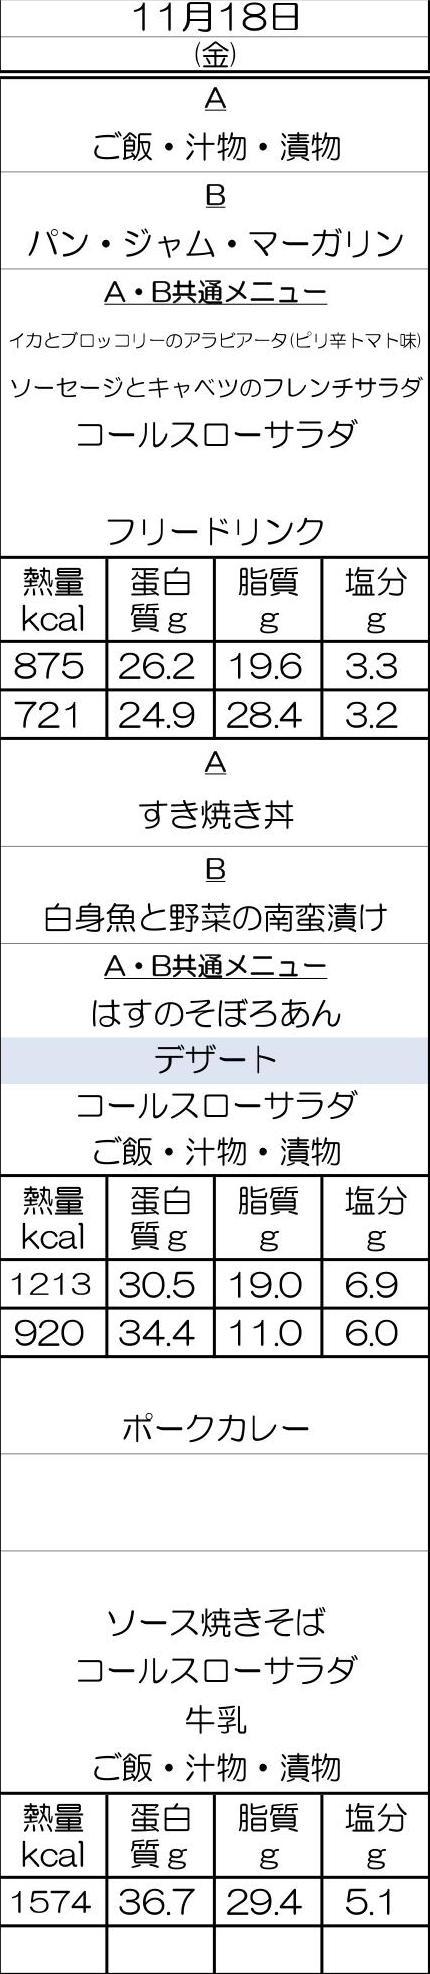 11月18日
(金)
A
ご飯・汁物・漬物
B
パン・ジャム・マーガリン
A・B共通メニュー
イカとブロッコリーのアラビアータ(ピリ辛トマト味)
ソーセージとキャベツのフレンチサラダ
コールスローサラダ
フリードリンク
熱量 蛋白 脂質 塩分
kcal 質g g g
875 26.2 19.6 3.3
721 24.9 28.4 3.2
A
すき焼き丼
B
白身魚と野菜の南蛮漬け
A・B共通メニュー
はすのそぼろあん
デザート
コールスローサラダ
ご飯・汁物・漬物
熱量 蛋白 脂質 塩分
kcal 質g g g
1213 30.5 19.0 6.9
920 34.4 11.0 6.0
ポークカレー
ソース焼きそば
コールスローサラダ
牛乳
ご飯・汁物・漬物
熱量 蛋白 脂質 塩分
kcal 質g g g
1574 36.7 29.4 5.1